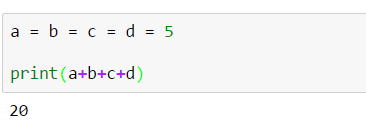 a = b = c = d = 5
print(a+b+c+d)
20